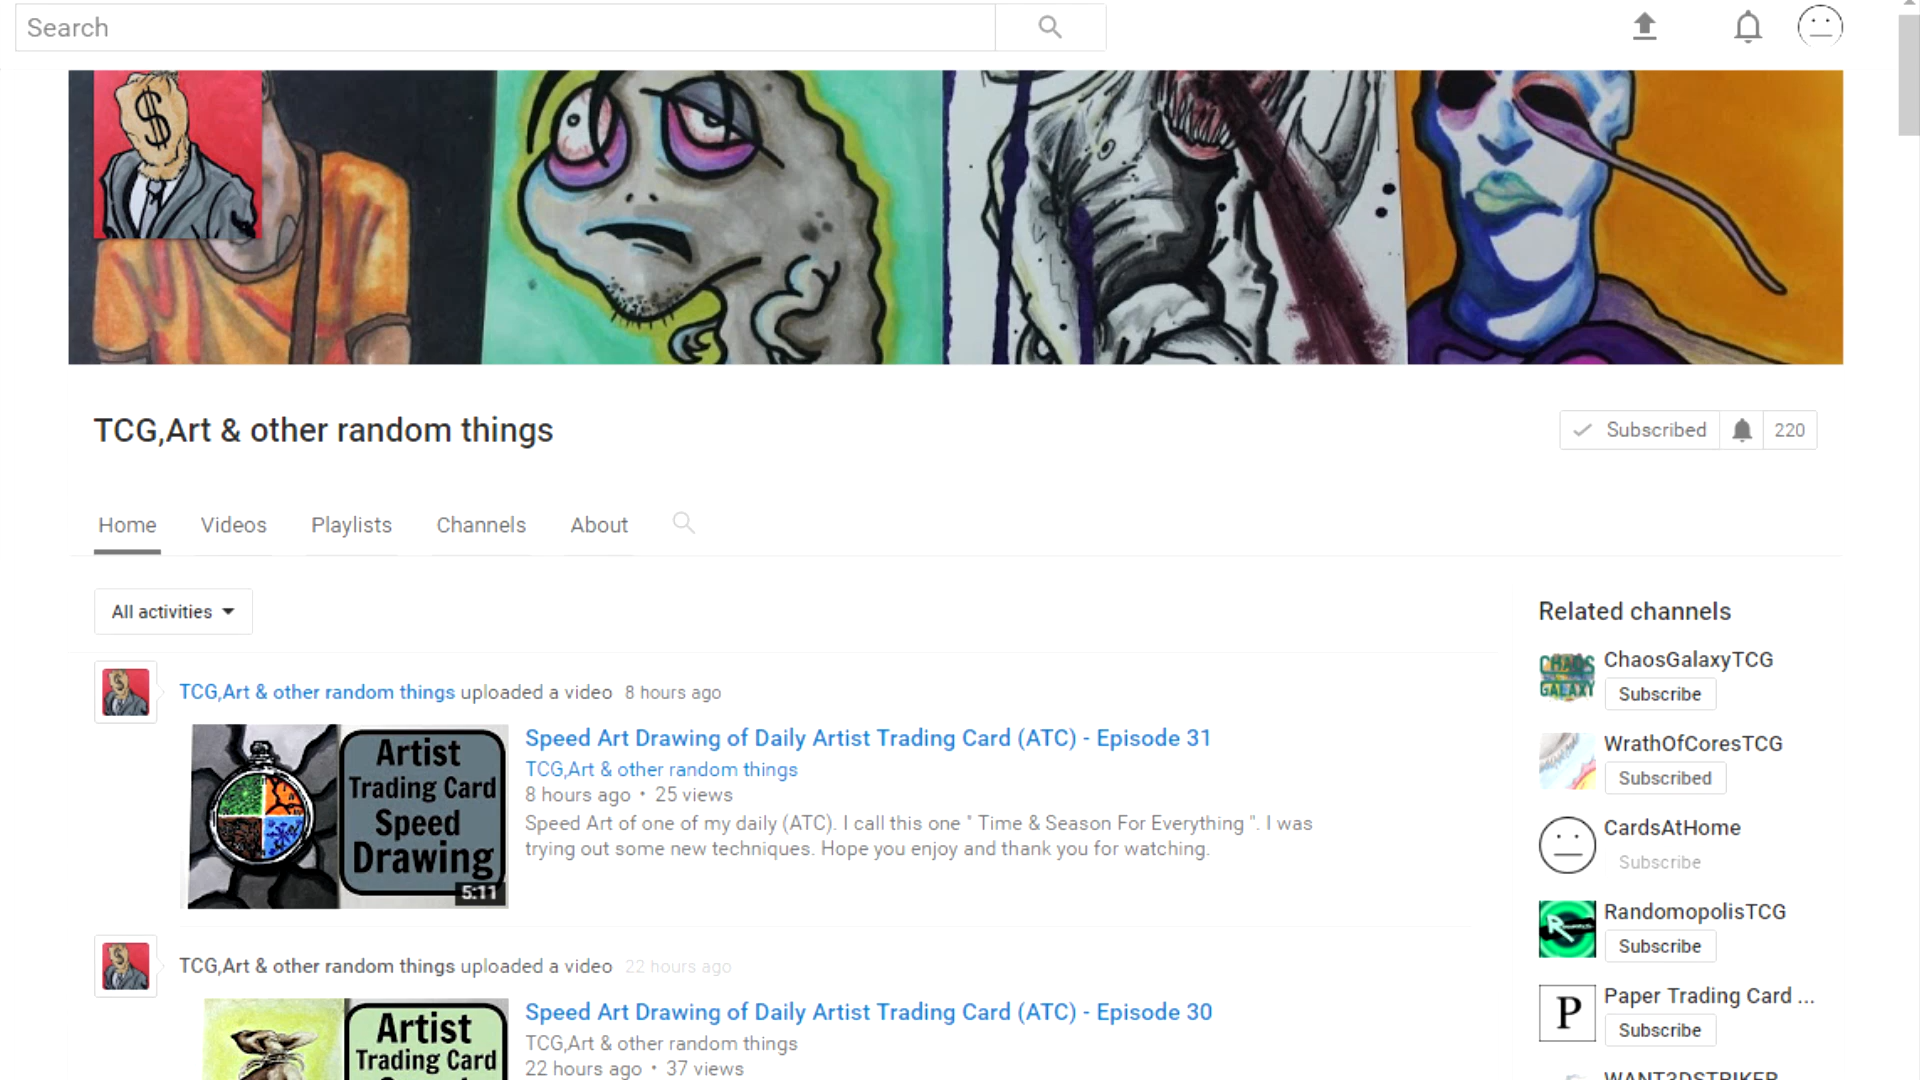 Search
TCG,Art & other random things
Subscribed 220
Home Videos Playlists Channels About
All activities
TCG,Art & other random things uploaded a video 8 hours ago
Artist
Trading Card
Speed
Drawing
5:11
Speed Art Drawing of Daily Artist Trading Card (ATC) - Episode 31
TCG,Art & other random things
8 hours ago • 25 views
Speed Art of one of my daily (ATC). I call this one " Time & Season For Everything ". I was
trying out some new techniques. Hope you enjoy and thank you for watching.
TCG,Art & other random things uploaded a video 22 hours ago
Artist
Trading Card
Speed Art Drawing of Daily Artist Trading Card (ATC) - Episode 30
TCG,Art & other random things
22 hours ago • 37 views
Related channels
CHAOS
GALAXY
ChaosGalaxyTCG
Subscribe
WrathOfCoresTCG
Subscribed
CardsAtHome
Subscribe
RandomopolisTCG
Subscribe
P
Paper Trading Card ...
Subscribe
WANT3DSTRIKER